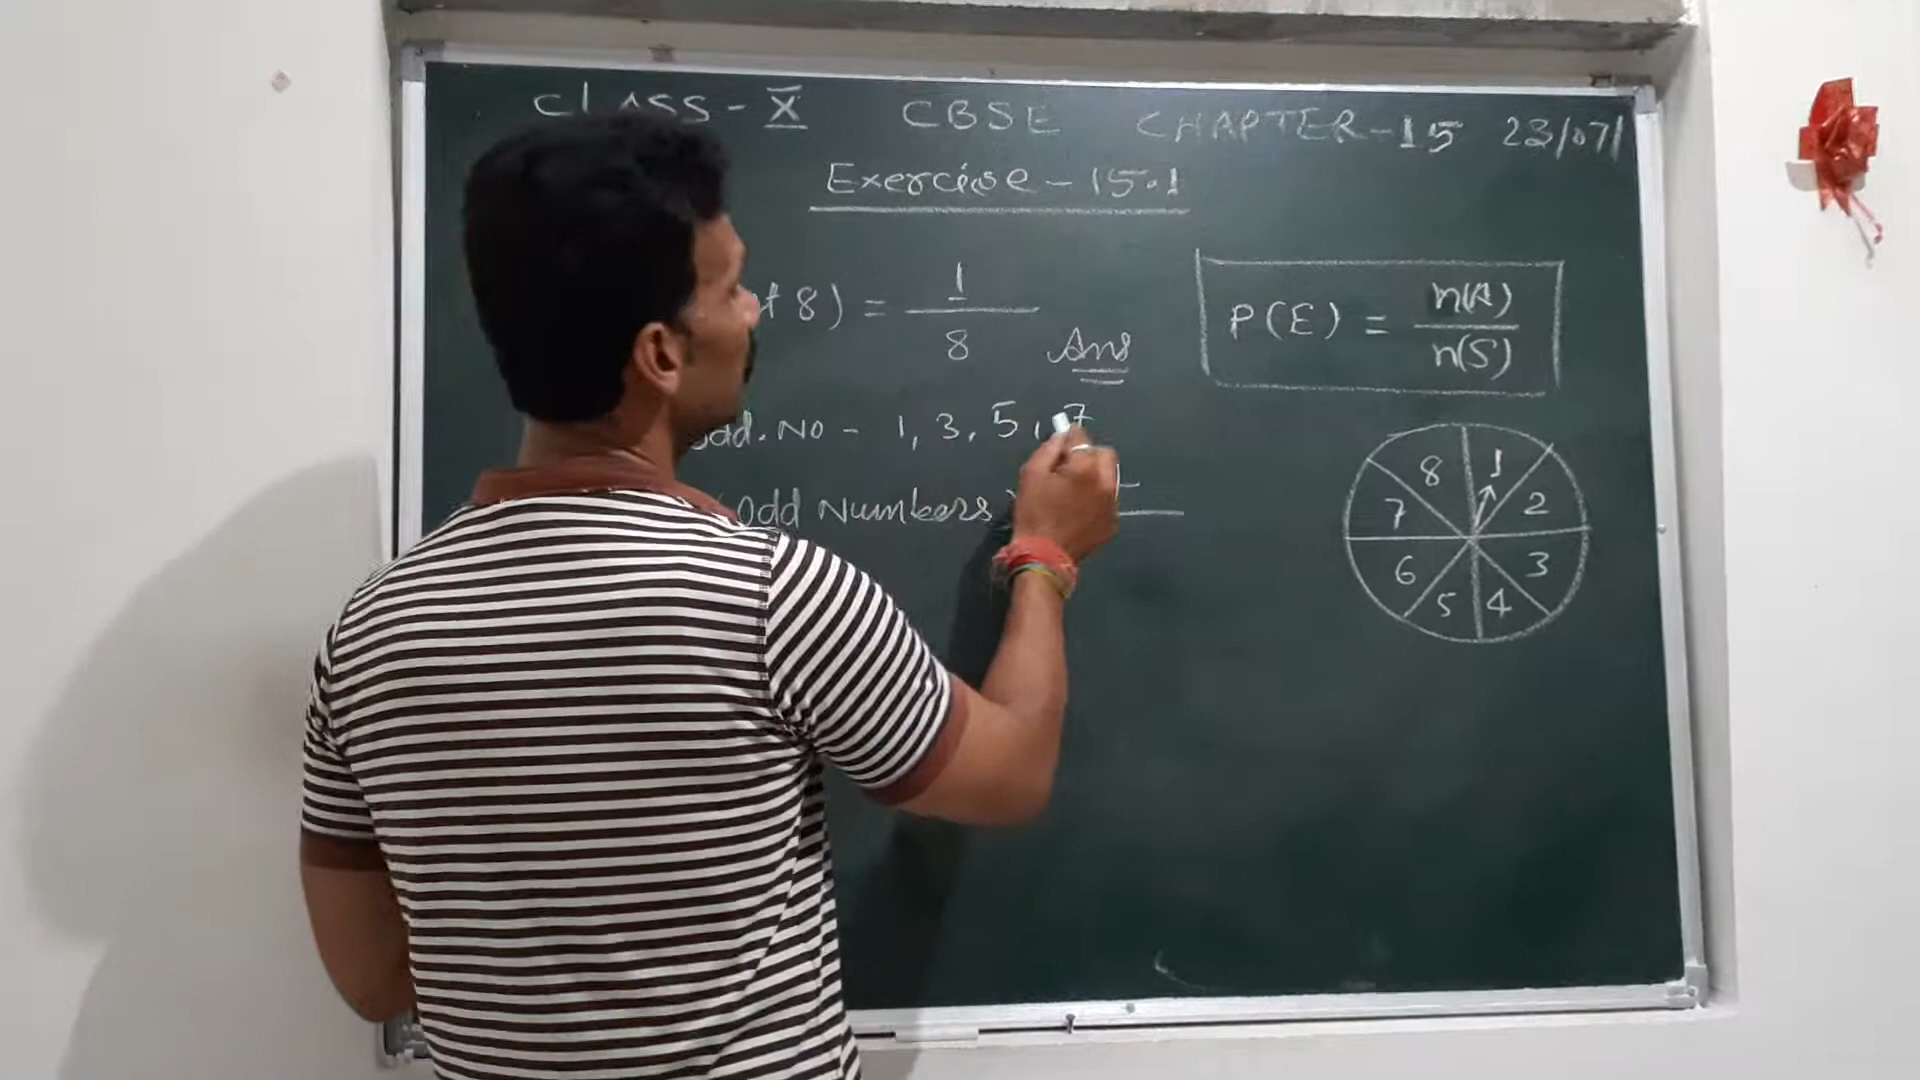 CLASS - X CBSE CHAPTER-15 23/07/
Exercise - 15.1
8) = 1
8
Ans
P(E) = n(A)
n(S)
Odd. No - 1, 3, 5, 7
(Odd Numbers)
8 1
7 2
6 3
5 4